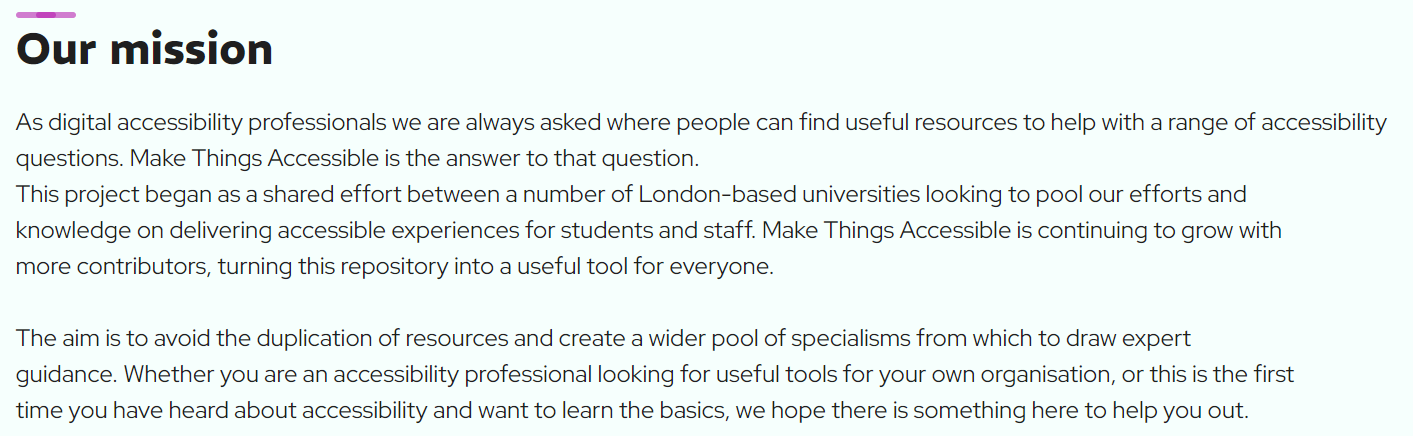 Our mission
As digital accessibility professionals we are always asked where people can find useful resources to help with a range of accessibility
questions. Make Things Accessible is the answer to that question.
This project began as a shared effort between a number of London-based universities looking to pool our efforts and
knowledge on delivering accessible experiences for students and staff. Make Things Accessible is continuing to grow with
more contributors, turning this repository into a useful tool for everyone.
The aim is to avoid the duplication of resources and create a wider pool of specialisms from which to draw expert
guidance. Whether you are an accessibility professional looking for useful tools for your own organisation, or this is the first
time you have heard about accessibility and want to learn the basics, we hope there is something here to help you out.